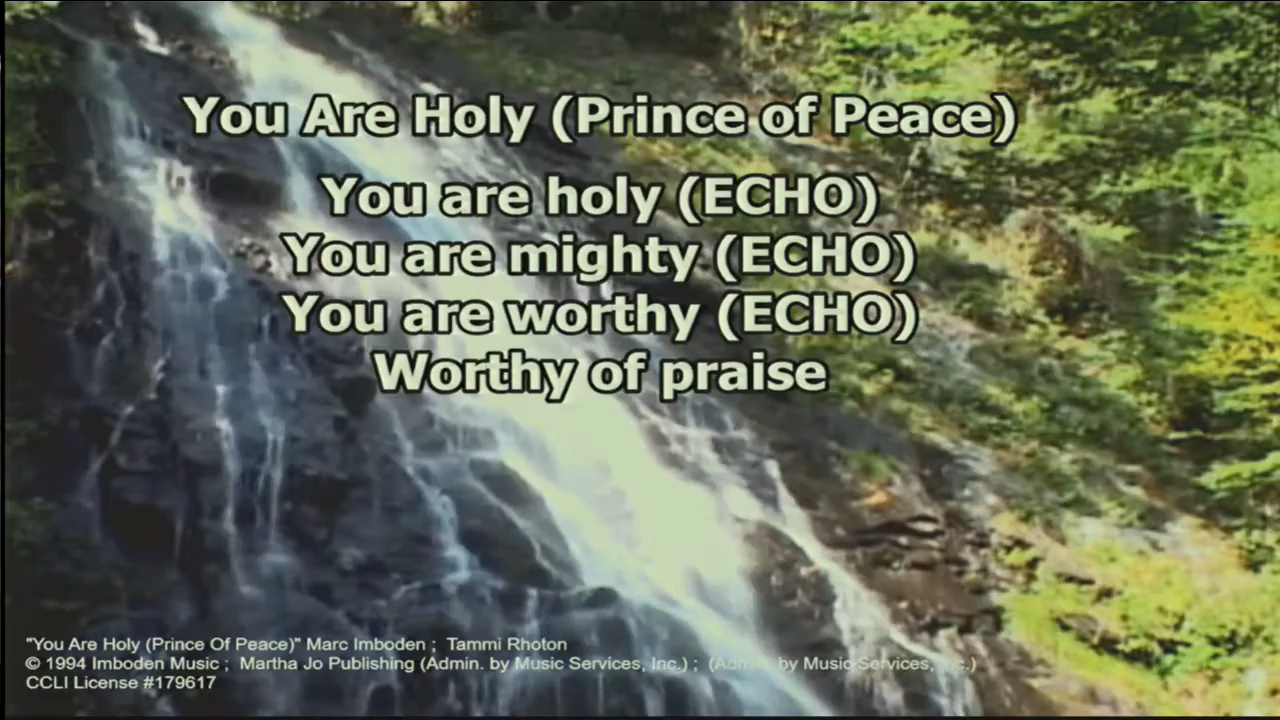 You Are Holy (Prince of Peace)
You are holy (ECHO)
You are mighty (ECHO)
You are worthy (ECHO)
Worthy of praise
"You Are Holy (Prince Of Peace)" Marc Imboden ; Tammi Rhoton
© 1994 Imboden Music ; Martha Jo Publishing (Admin. by Music Services, Inc.) ; (Admin. by Music Services, Inc.)
CCLI License #179617